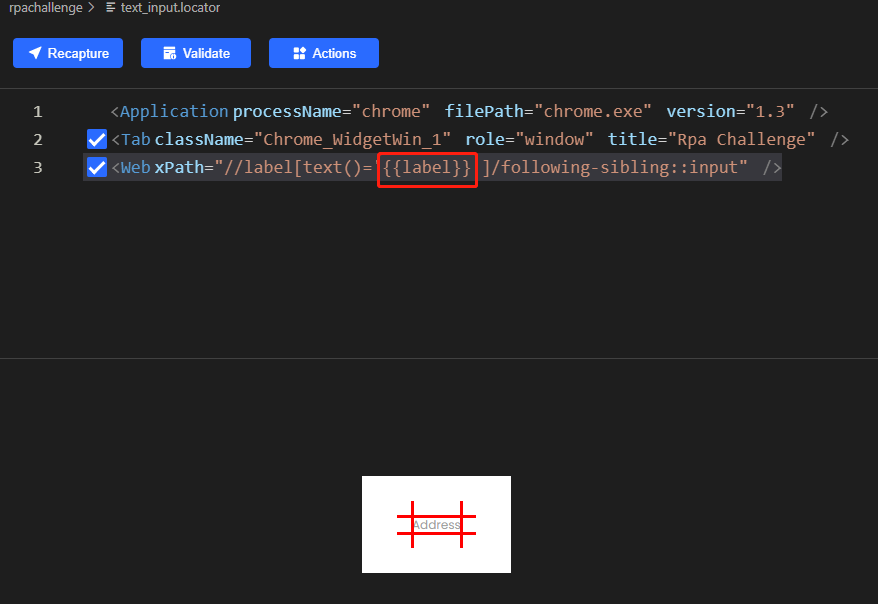 rpachallenge > text_input.locator
Recapture Validate Actions
1 <Application processName="chrome" filePath="chrome.exe" version="1.3" />
2 <Tab className="Chrome_WidgetWin_1" role="window" title="Rpa Challenge" />
3 <Web xPath="//label[text()='{{label}}']/following-sibling::input" />
Address